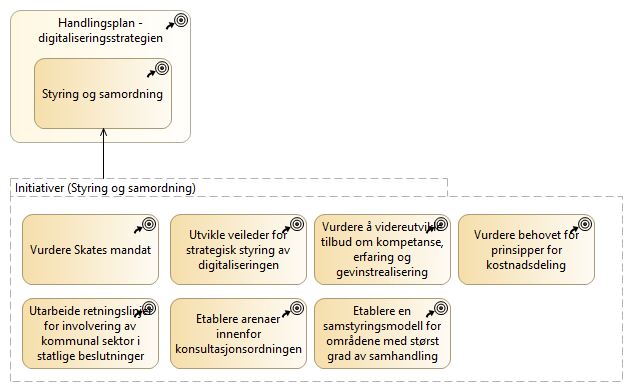 Handlingsplan -
digitaliseringsstrategien
Styring og samordning
Initiativer (Styring og samordning)
Vurdere Skates mandat
Utvikle veileder for
strategisk styring av
digitaliseringen
Vurdere å videreutvikle
tilbud om kompetanse,
erfaring og
gevinstrealisering
Vurdere behovet for
prinsipper for
kostnadsdeling
Utarbeide retningslinjer
for involvering av
kommunal sektor i
statlige beslutninger
Etablere arenaer
innenfor
konsultasjonsordningen
Etablere en
samstyringsmodell for
områdene med størst
grad av samhandling